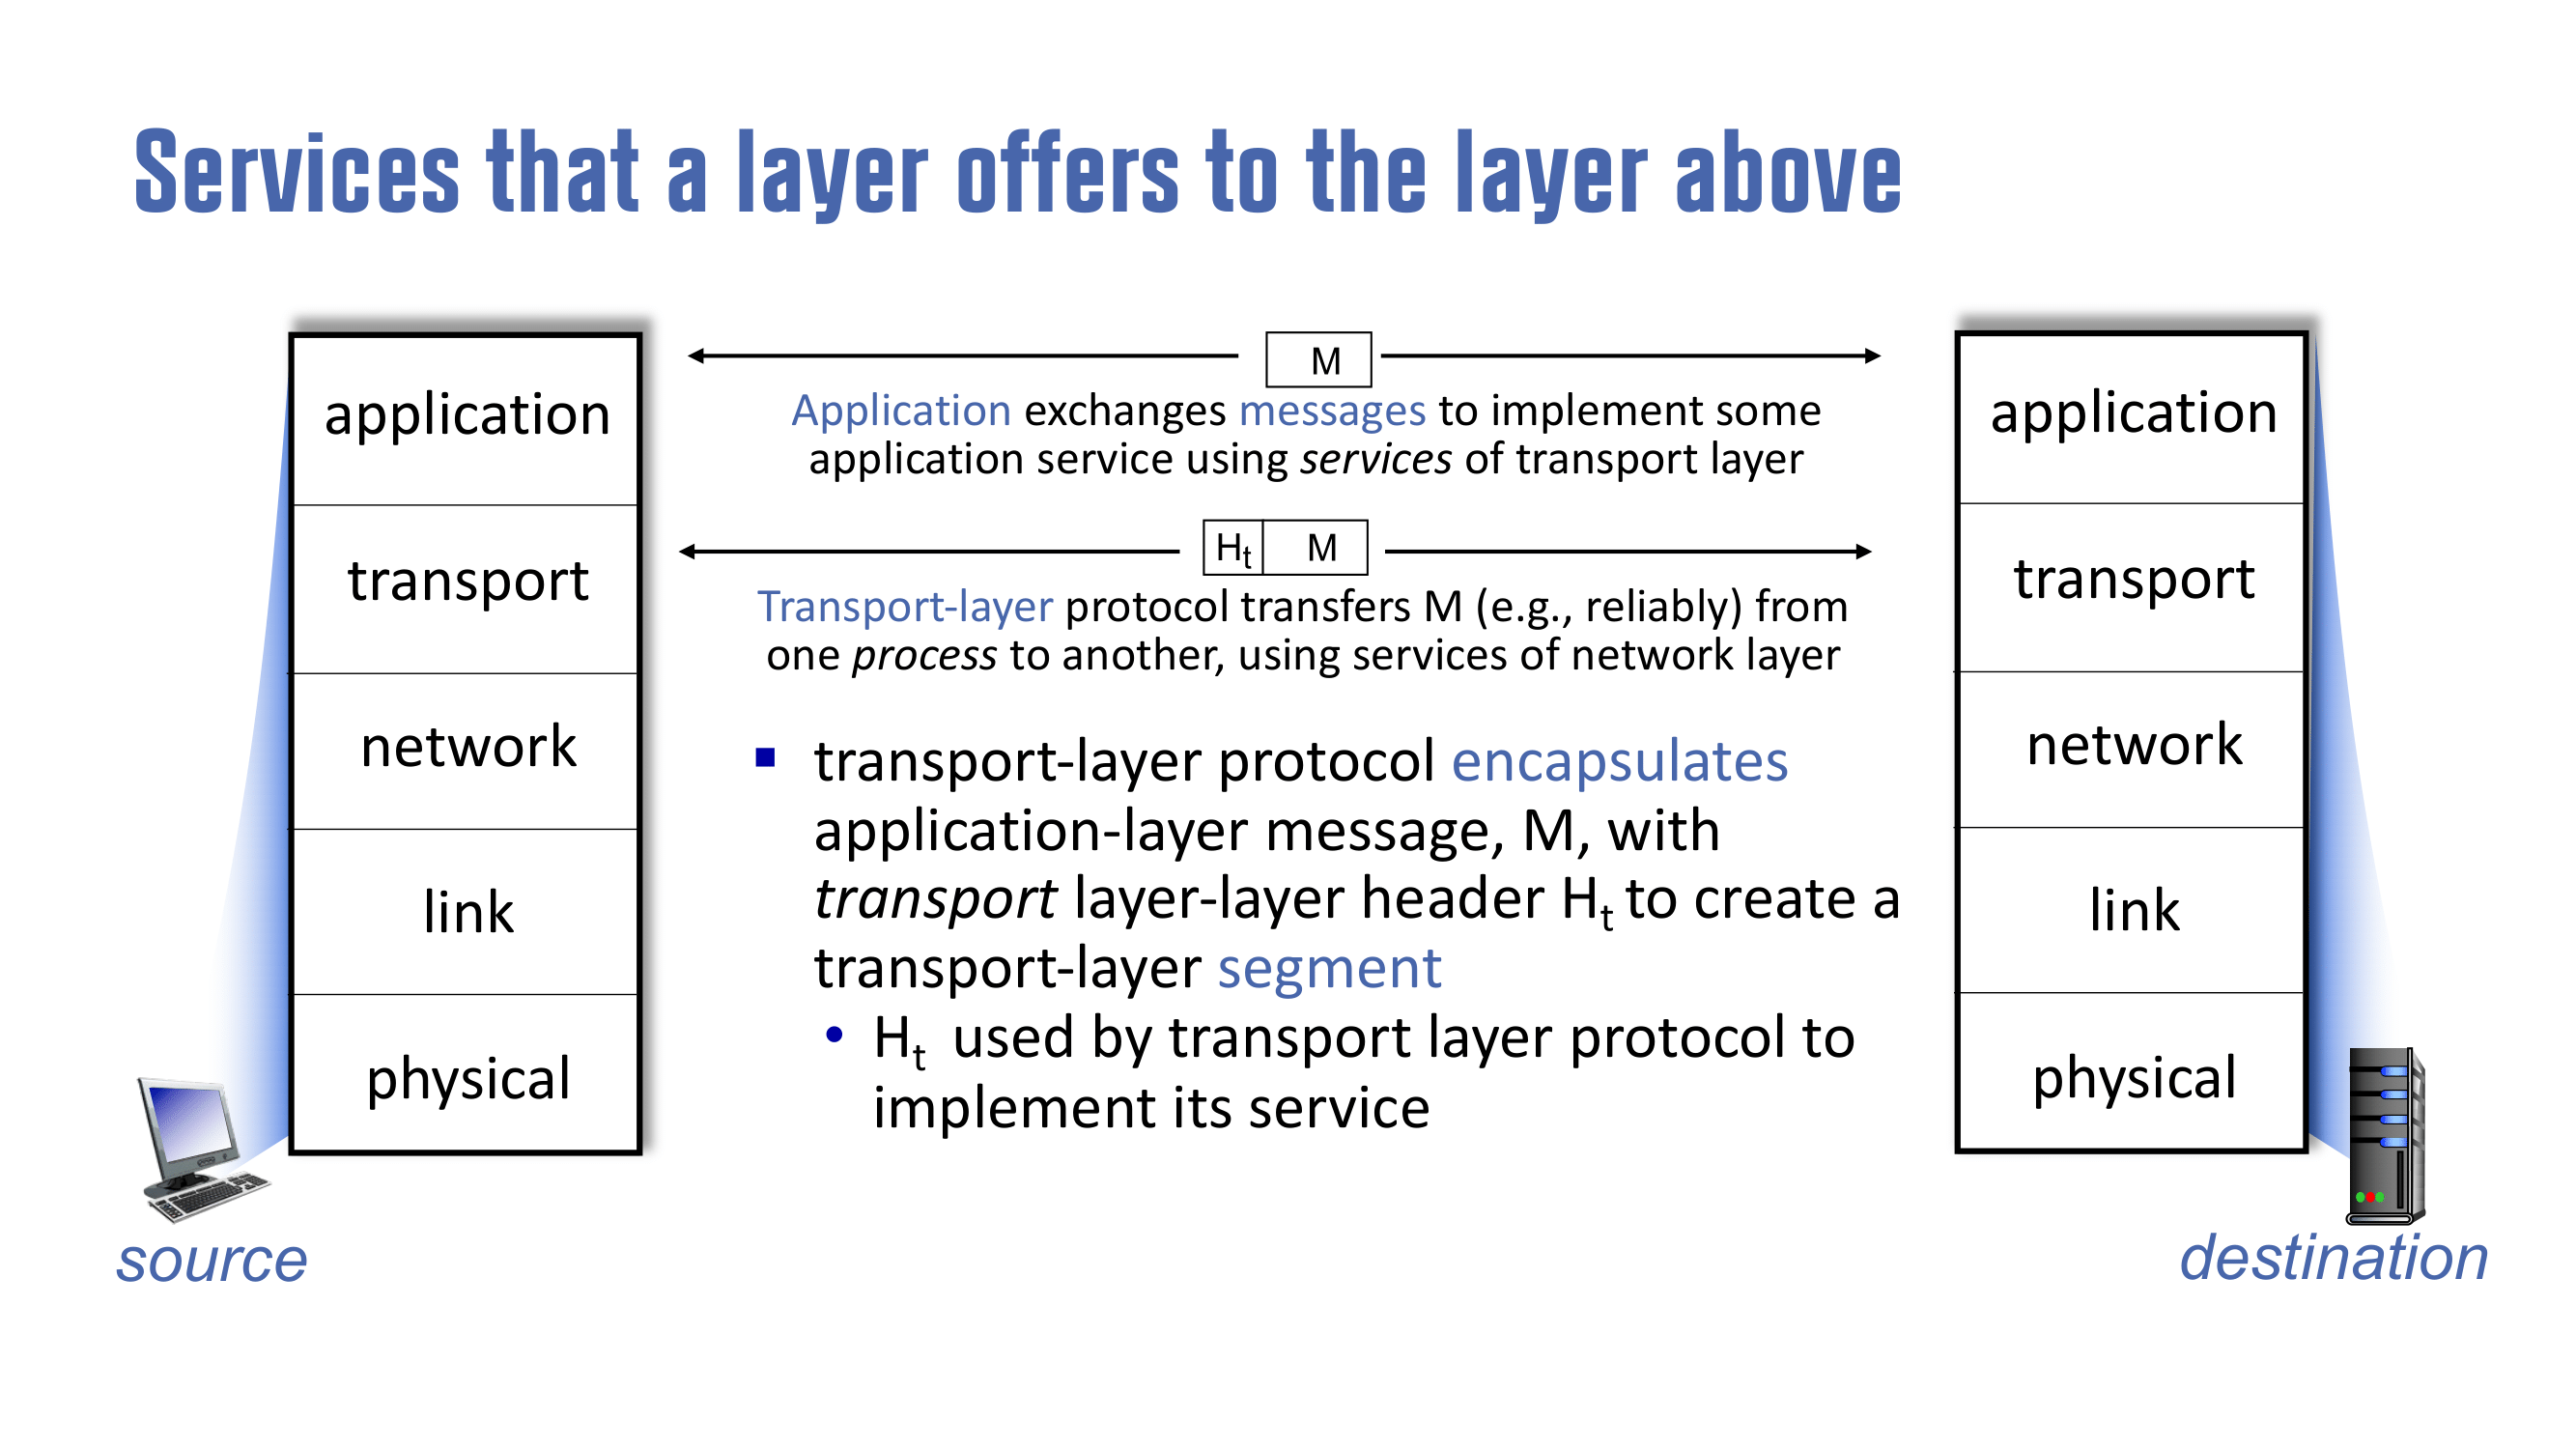 Services that a layer offers to the layer above
application
transport
network
link
physical
source
M
Application exchanges messages to implement some
application service using services of transport layer
Ht M
Transport-layer protocol transfers M (e.g., reliably) from
one process to another, using services of network layer
▪ transport-layer protocol encapsulates
application-layer message, M, with
transport layer-layer header Ht to create a
transport-layer segment
• Ht used by transport layer protocol to
implement its service
application
transport
network
link
physical
destination